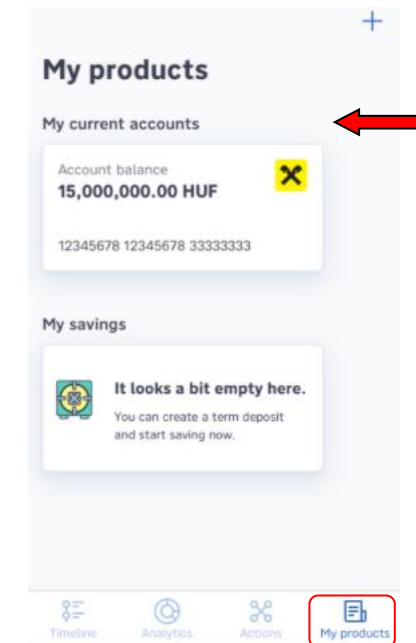 My products
My current accounts
Account balance
15,000,000.00 HUF
12345678 12345678 33333333
My savings
It looks a bit empty here.
You can create a term deposit
and start saving now.
Timeline Analytics Actions My products